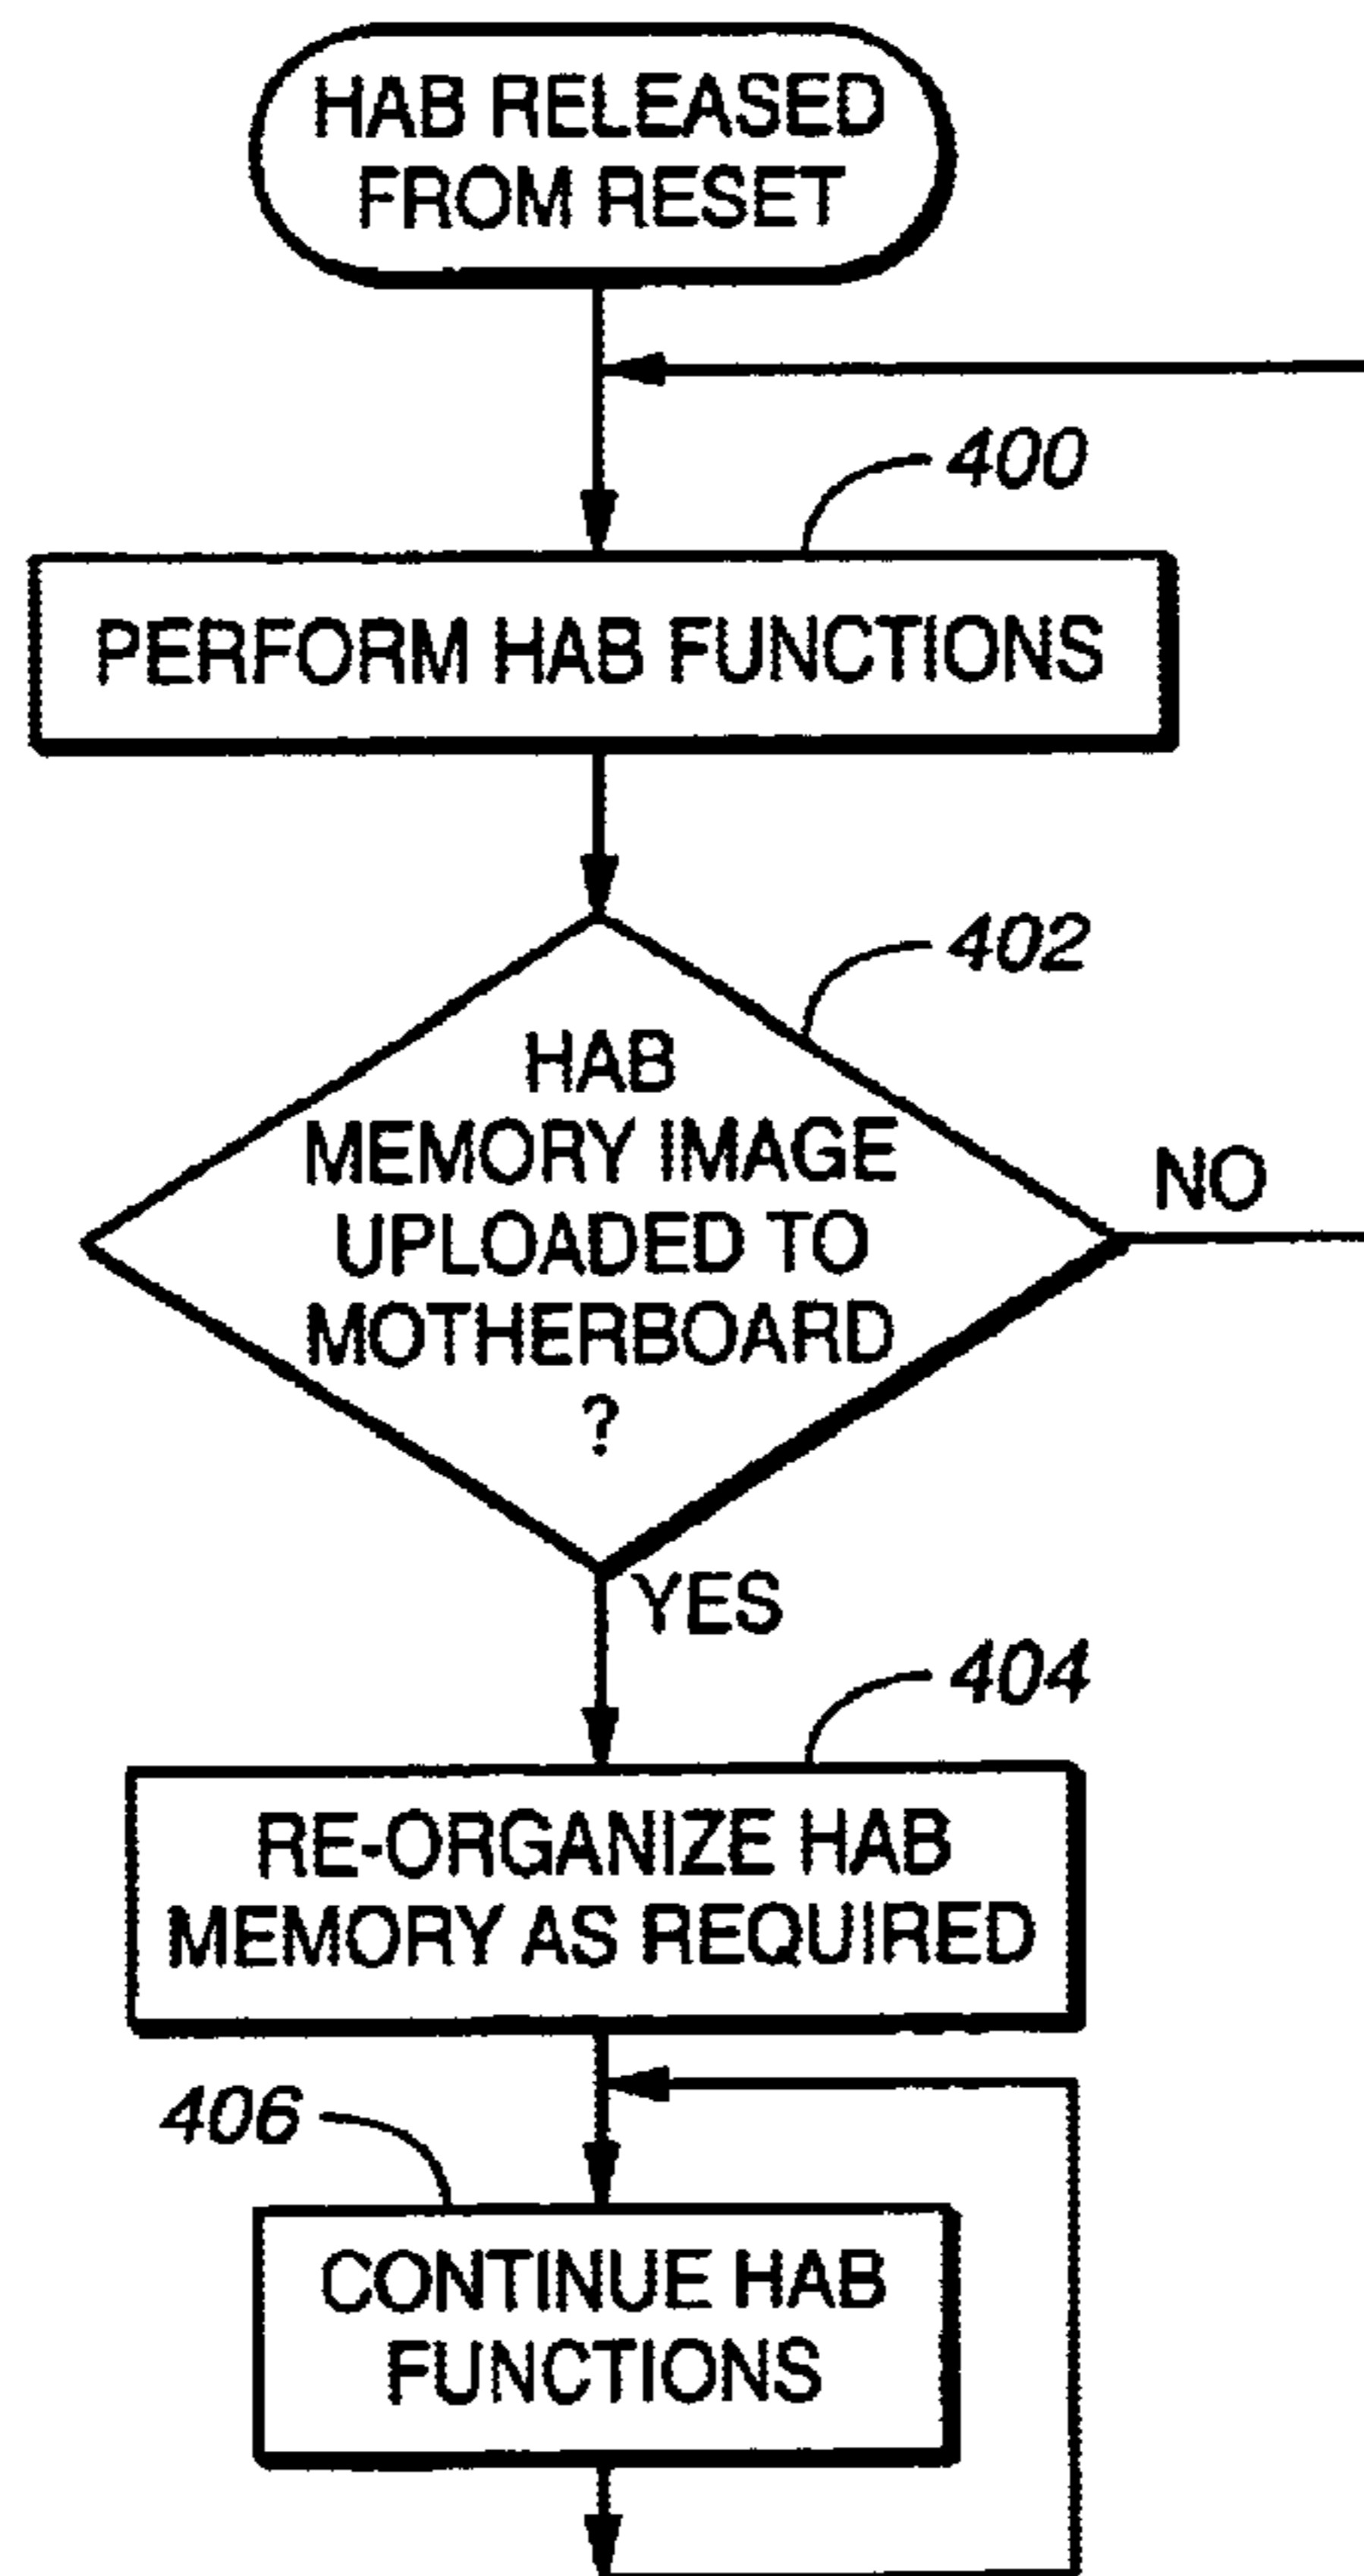 HAB RELEASED
FROM RESET
400
PERFORM HAB FUNCTIONS
402
HAB
MEMORY IMAGE
UPLOADED TO
MOTHERBOARD
?
NO
YES
404
RE-ORGANIZE HAB
MEMORY AS REQUIRED
406
CONTINUE HAB
FUNCTIONS